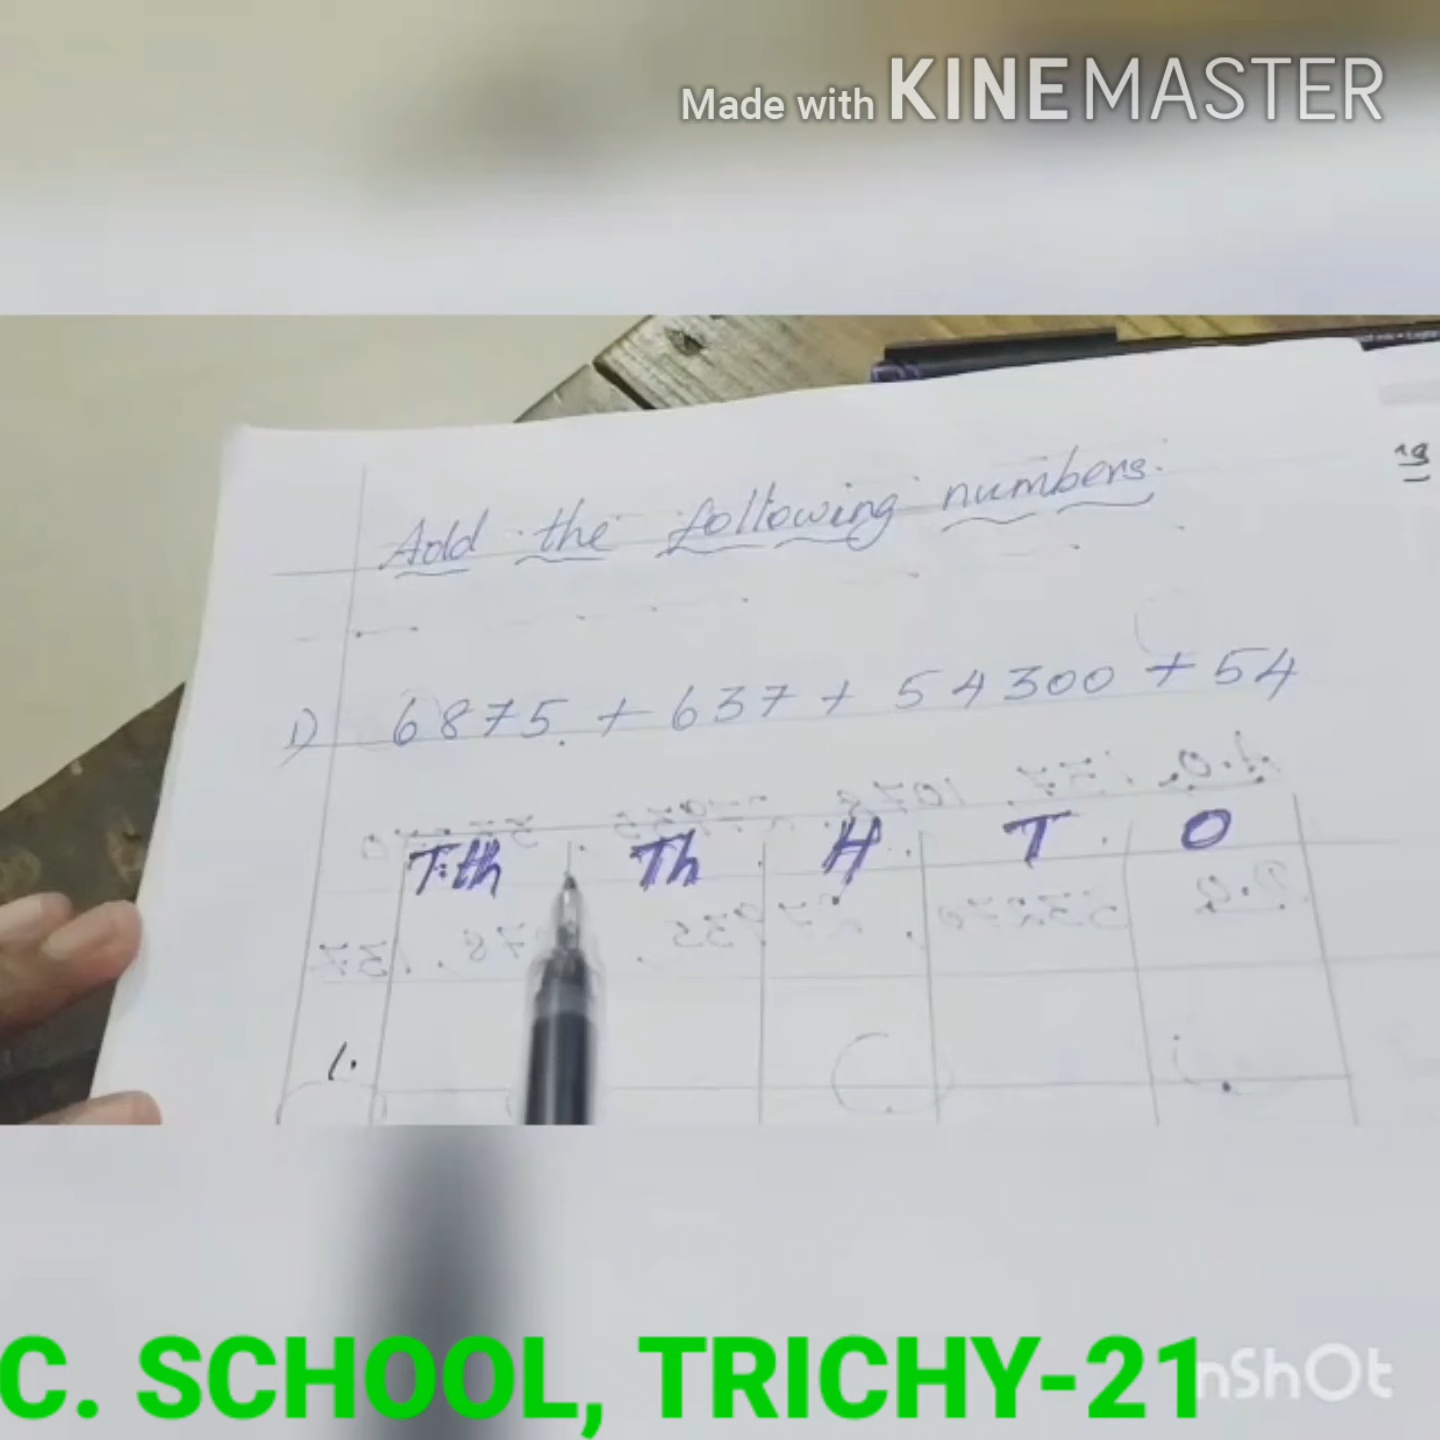 Made with KINEMASTER
Add the following numbers.
1) 6875 + 637 + 54300 + 54
T.th Th H T O
1.
C. SCHOOL, TRICHY-21
nShOt